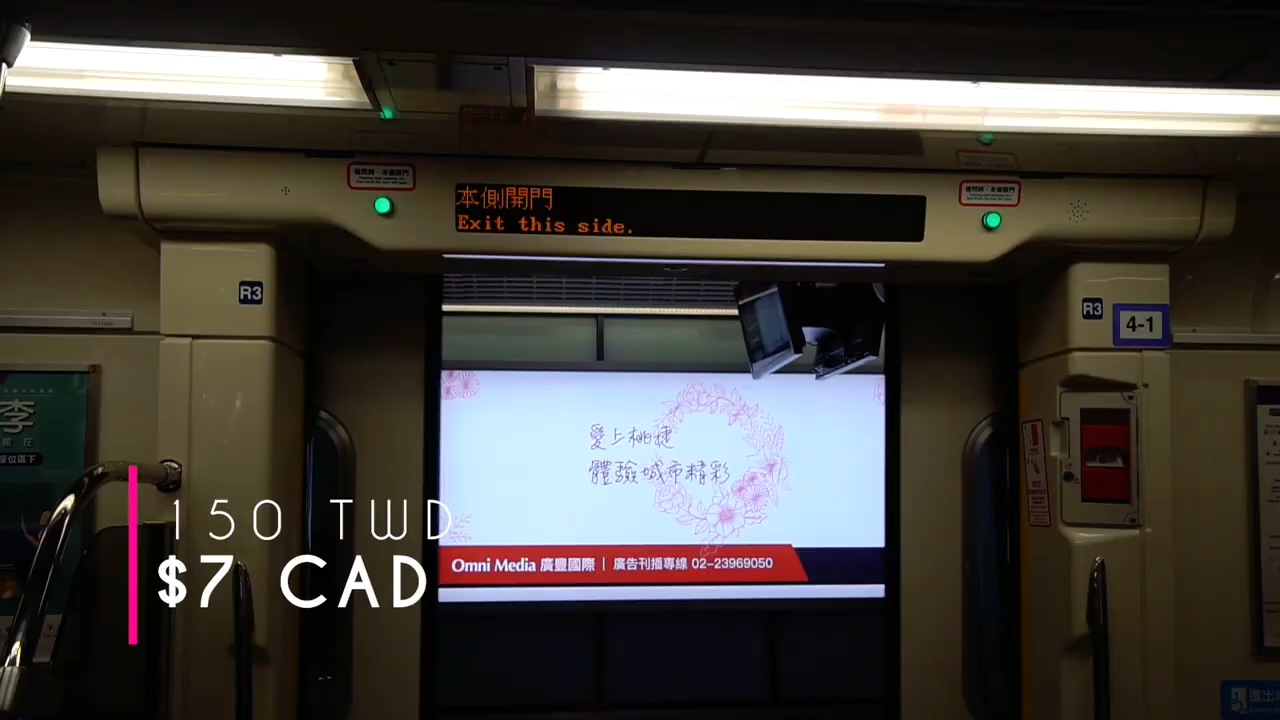 本側開門
Exit this side.
R3
R3
4-1
愛上桃捷
體驗城市精彩
Omni Media 廣豐國際 | 廣告刊播專線 02-23969050
李
150 TWD
$7 CAD